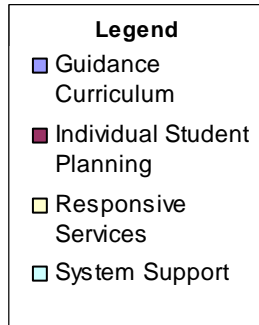 Legend
Guidance
Curriculum
Individual Student
Planning
Responsive
Services
System Support